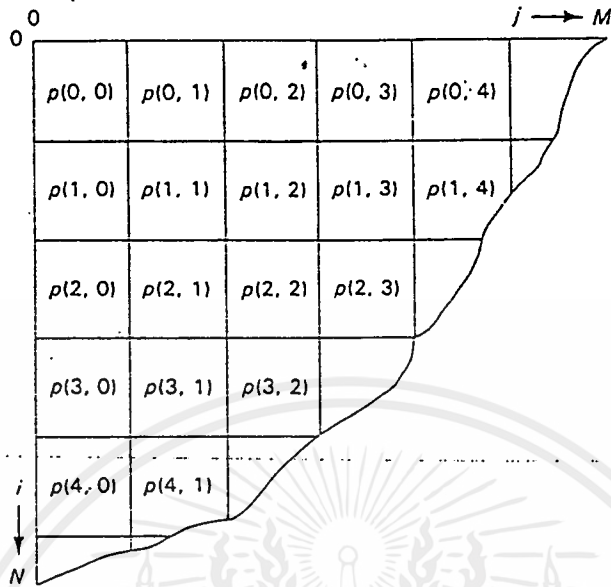 0 j → M
0
p(0, 0) p(0, 1) p(0, 2) p(0, 3) p(0, 4)
p(1, 0) p(1, 1) p(1, 2) p(1, 3) p(1, 4)
p(2, 0) p(2, 1) p(2, 2) p(2, 3)
p(3, 0) p(3, 1) p(3, 2)
i p(4, 0) p(4, 1)
↓
N